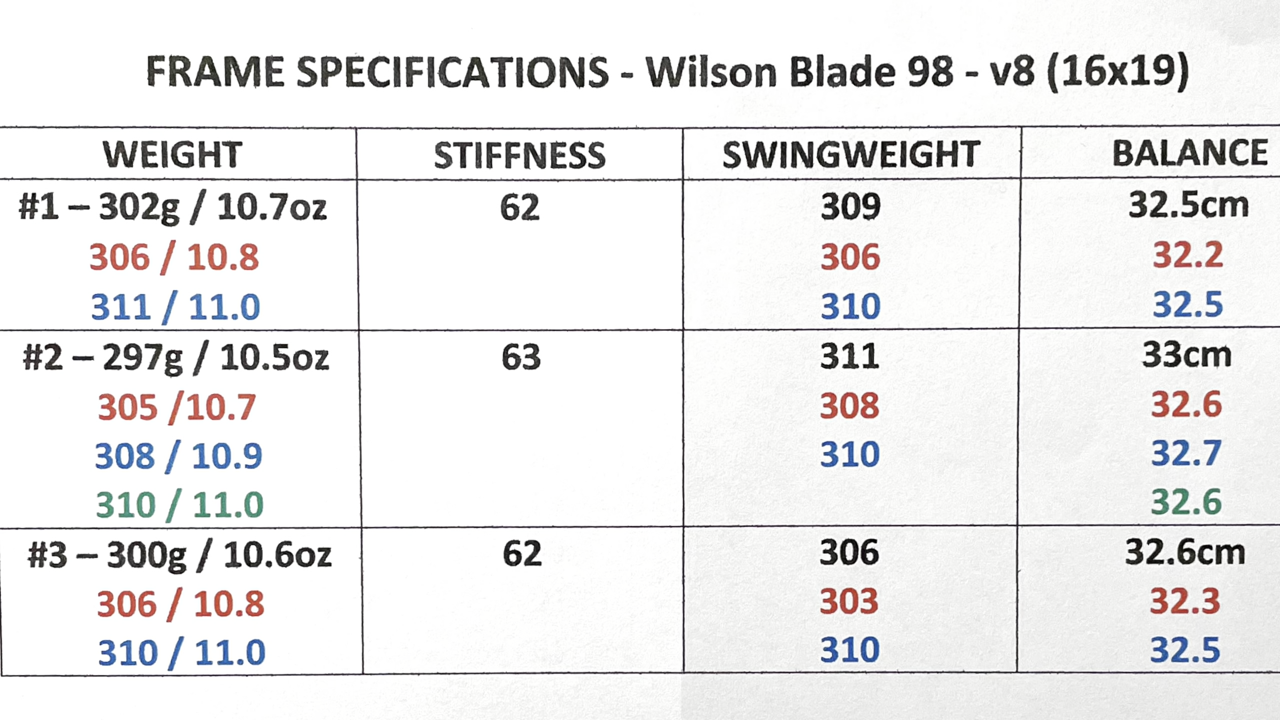 FRAME SPECIFICATIONS - Wilson Blade 98 - v8 (16x19)
WEIGHT STIFFNESS SWINGWEIGHT BALANCE
#1 – 302g / 10.7oz 62 309 32.5cm
306 / 10.8 306 32.2
311 / 11.0 310 32.5
#2 – 297g / 10.5oz 63 311 33cm
305 /10.7 308 32.6
308 / 10.9 310 32.7
310 / 11.0 32.6
#3 – 300g / 10.6oz 62 306 32.6cm
306 / 10.8 303 32.3
310 / 11.0 310 32.5